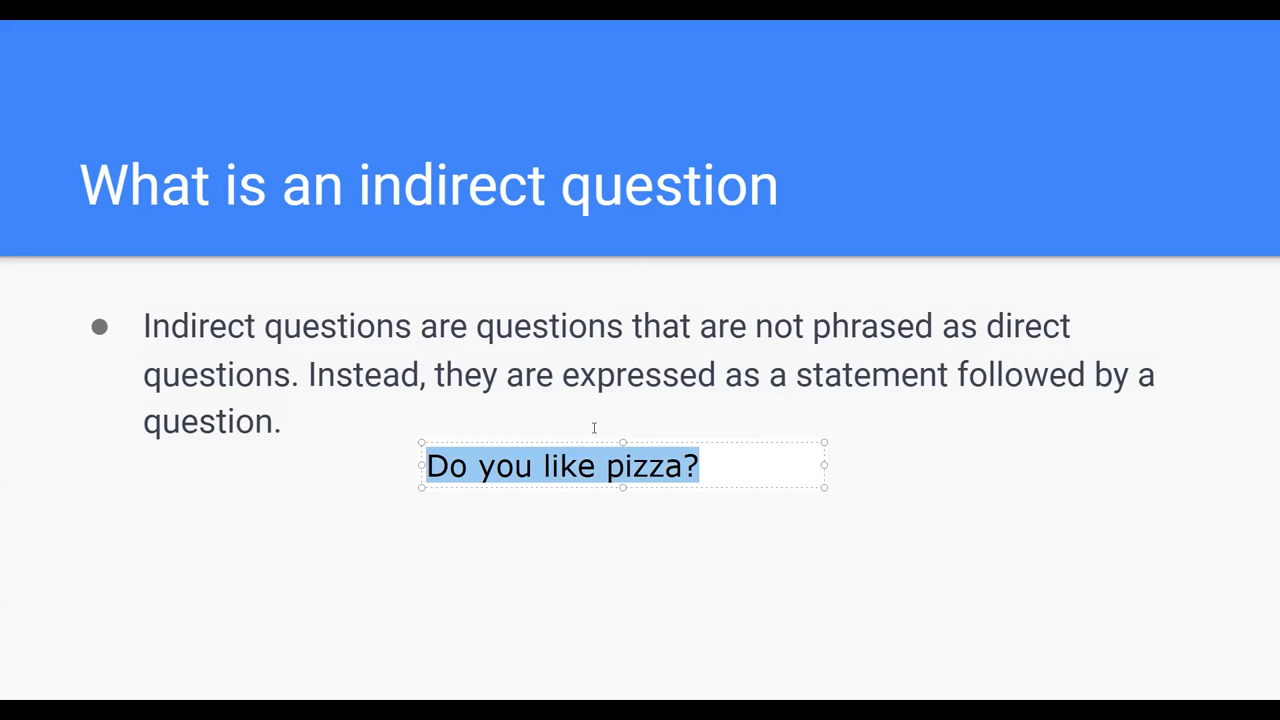 What is an indirect question
Indirect questions are questions that are not phrased as direct
questions. Instead, they are expressed as a statement followed by a
question.
Do you like pizza?